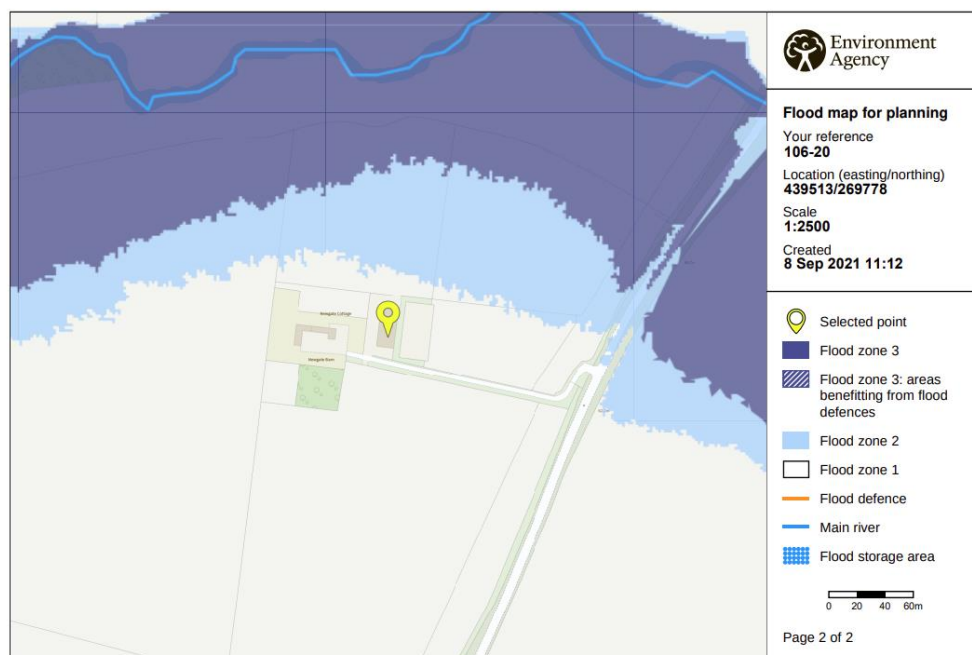 Environment
Agency
Flood map for planning
Your reference
106-20
Location (easting/northing)
439513/269778
Scale
1:2500
Created
8 Sep 2021 11:12
Selected point
Flood zone 3
Flood zone 3: areas
benefitting from flood
defences
Flood zone 2
Flood zone 1
Flood defence
Main river
Flood storage area
0 20 40 60m
Page 2 of 2